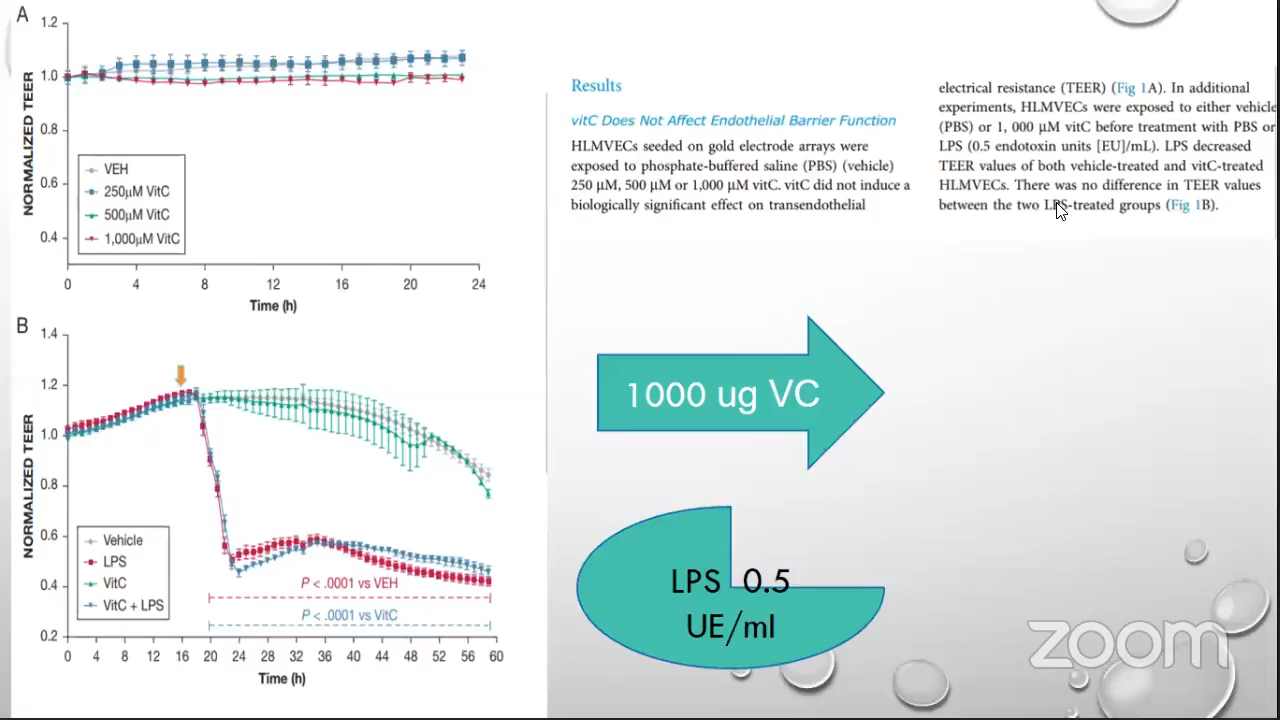 A
1.2
1.0
0.8
0.6
0.4
NORMALIZED TEER
VEH
250μM VitC
500μM VitC
1,000μM VitC
0 4 8 12 16 20 24
Time (h)
B
1.4
1.2
1.0
0.8
0.6
0.4
0.2
NORMALIZED TEER
Vehicle
LPS
VitC
VitC + LPS
P < .0001 vs VEH
P < .0001 vs VitC
0 4 8 12 16 20 24 28 32 36 40 44 48 52 56 60
Time (h)
Results
vitC Does Not Affect Endothelial Barrier Function
HLMVECs seeded on gold electrode arrays were
exposed to phosphate-buffered saline (PBS) (vehicle)
250 μM, 500 μM or 1,000 μM vitC. vitC did not induce a
biologically significant effect on transendothelial
electrical resistance (TEER) (Fig 1A). In additional
experiments, HLMVECs were exposed to either vehicle
(PBS) or 1, 000 μM vitC before treatment with PBS or
LPS (0.5 endotoxin units [EU]/mL). LPS decreased
TEER values of both vehicle-treated and vitC-treated
HLMVECs. There was no difference in TEER values
between the two LPS-treated groups (Fig 1B).
1000 ug VC
LPS 0.5
UE/ml
zoom